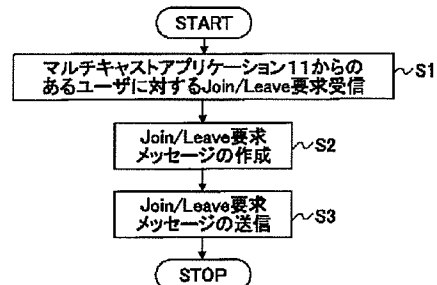 START
マルチキャストアプリケーション11からの
あるユーザに対するJoin/Leave要求受信
S1
Join/Leave要求
メッセージの作成
S2
Join/Leave要求
メッセージの送信
S3
STOP